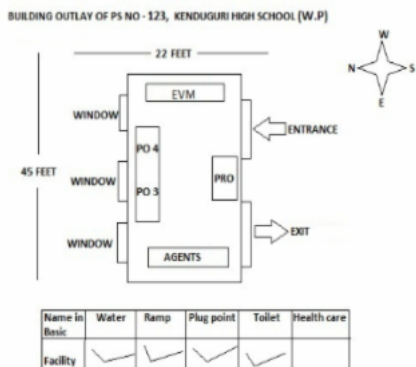 BUILDING OUTLAY OF PS NO - 123, KENDUGURI HIGH SCHOOL (W.P)
W
22 FEET
N
S
E
EVM
WINDOW
ENTRANCE
PO 4
45 FEET
WINDOW
PO 3
PRO
WINDOW
EXIT
AGENTS
Name in Basic Water Ramp Plug point Toilet Health care
Facility